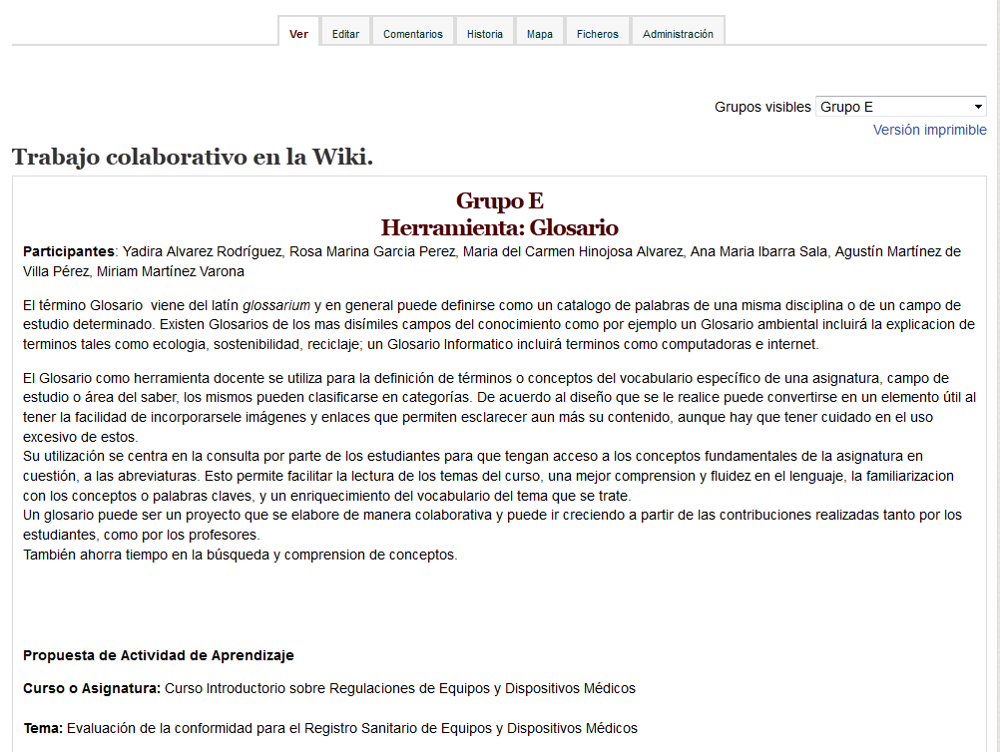 Ver Editar Comentarios Historia Mapa Ficheros Administración
Grupos visibles Grupo E
Versión imprimible
Trabajo colaborativo en la Wiki.
Grupo E
Herramienta: Glosario
Participantes: Yadira Alvarez Rodríguez, Rosa Marina Garcia Perez, Maria del Carmen Hinojosa Alvarez, Ana Maria Ibarra Sala, Agustín Martínez de
Villa Pérez, Miriam Martínez Varona
El término Glosario viene del latín glossarium y en general puede definirse como un catalogo de palabras de una misma disciplina o de un campo de
estudio determinado. Existen Glosarios de los mas disímiles campos del conocimiento como por ejemplo un Glosario ambiental incluirá la explicacion de
terminos tales como ecologia, sostenibilidad, reciclaje; un Glosario Informatico incluirá terminos como computadoras e internet.
El Glosario como herramienta docente se utiliza para la definición de términos o conceptos del vocabulario específico de una asignatura, campo de
estudio o área del saber, los mismos pueden clasificarse en categorías. De acuerdo al diseño que se le realice puede convertirse en un elemento útil al
tener la facilidad de incorporarsele imágenes y enlaces que permiten esclarecer aun más su contenido, aunque hay que tener cuidado en el uso
excesivo de estos.
Su utilización se centra en la consulta por parte de los estudiantes para que tengan acceso a los conceptos fundamentales de la asignatura en
cuestión, a las abreviaturas. Esto permite facilitar la lectura de los temas del curso, una mejor comprension y fluidez en el lenguaje, la familiarizacion
con los conceptos o palabras claves, y un enriquecimiento del vocabulario del tema que se trate.
Un glosario puede ser un proyecto que se elabore de manera colaborativa y puede ir creciendo a partir de las contribuciones realizadas tanto por los
estudiantes, como por los profesores.
También ahorra tiempo en la búsqueda y comprension de conceptos.
Propuesta de Actividad de Aprendizaje
Curso o Asignatura: Curso Introductorio sobre Regulaciones de Equipos y Dispositivos Médicos
Tema: Evaluación de la conformidad para el Registro Sanitario de Equipos y Dispositivos Médicos